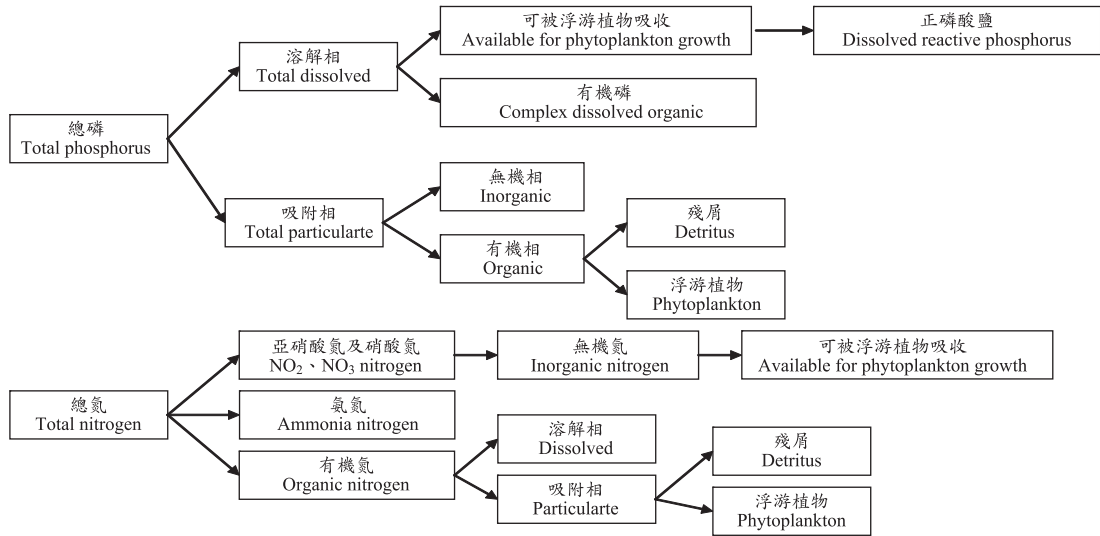 可被浮游植物吸收
Available for phytoplankton growth
正磷酸鹽
Dissolved reactive phosphorus
溶解相
Total dissolved
有機磷
Complex dissolved organic
總磷
Total phosphorus
無機相
Inorganic
吸附相
Total particularte
殘屑
Detritus
有機相
Organic
浮游植物
Phytoplankton
亞硝酸氮及硝酸氮
NO₂、NO₃ nitrogen
無機氮
Inorganic nitrogen
可被浮游植物吸收
Available for phytoplankton growth
總氮
Total nitrogen
氨氮
Ammonia nitrogen
溶解相
Dissolved
殘屑
Detritus
有機氮
Organic nitrogen
吸附相
Particularte
浮游植物
Phytoplankton